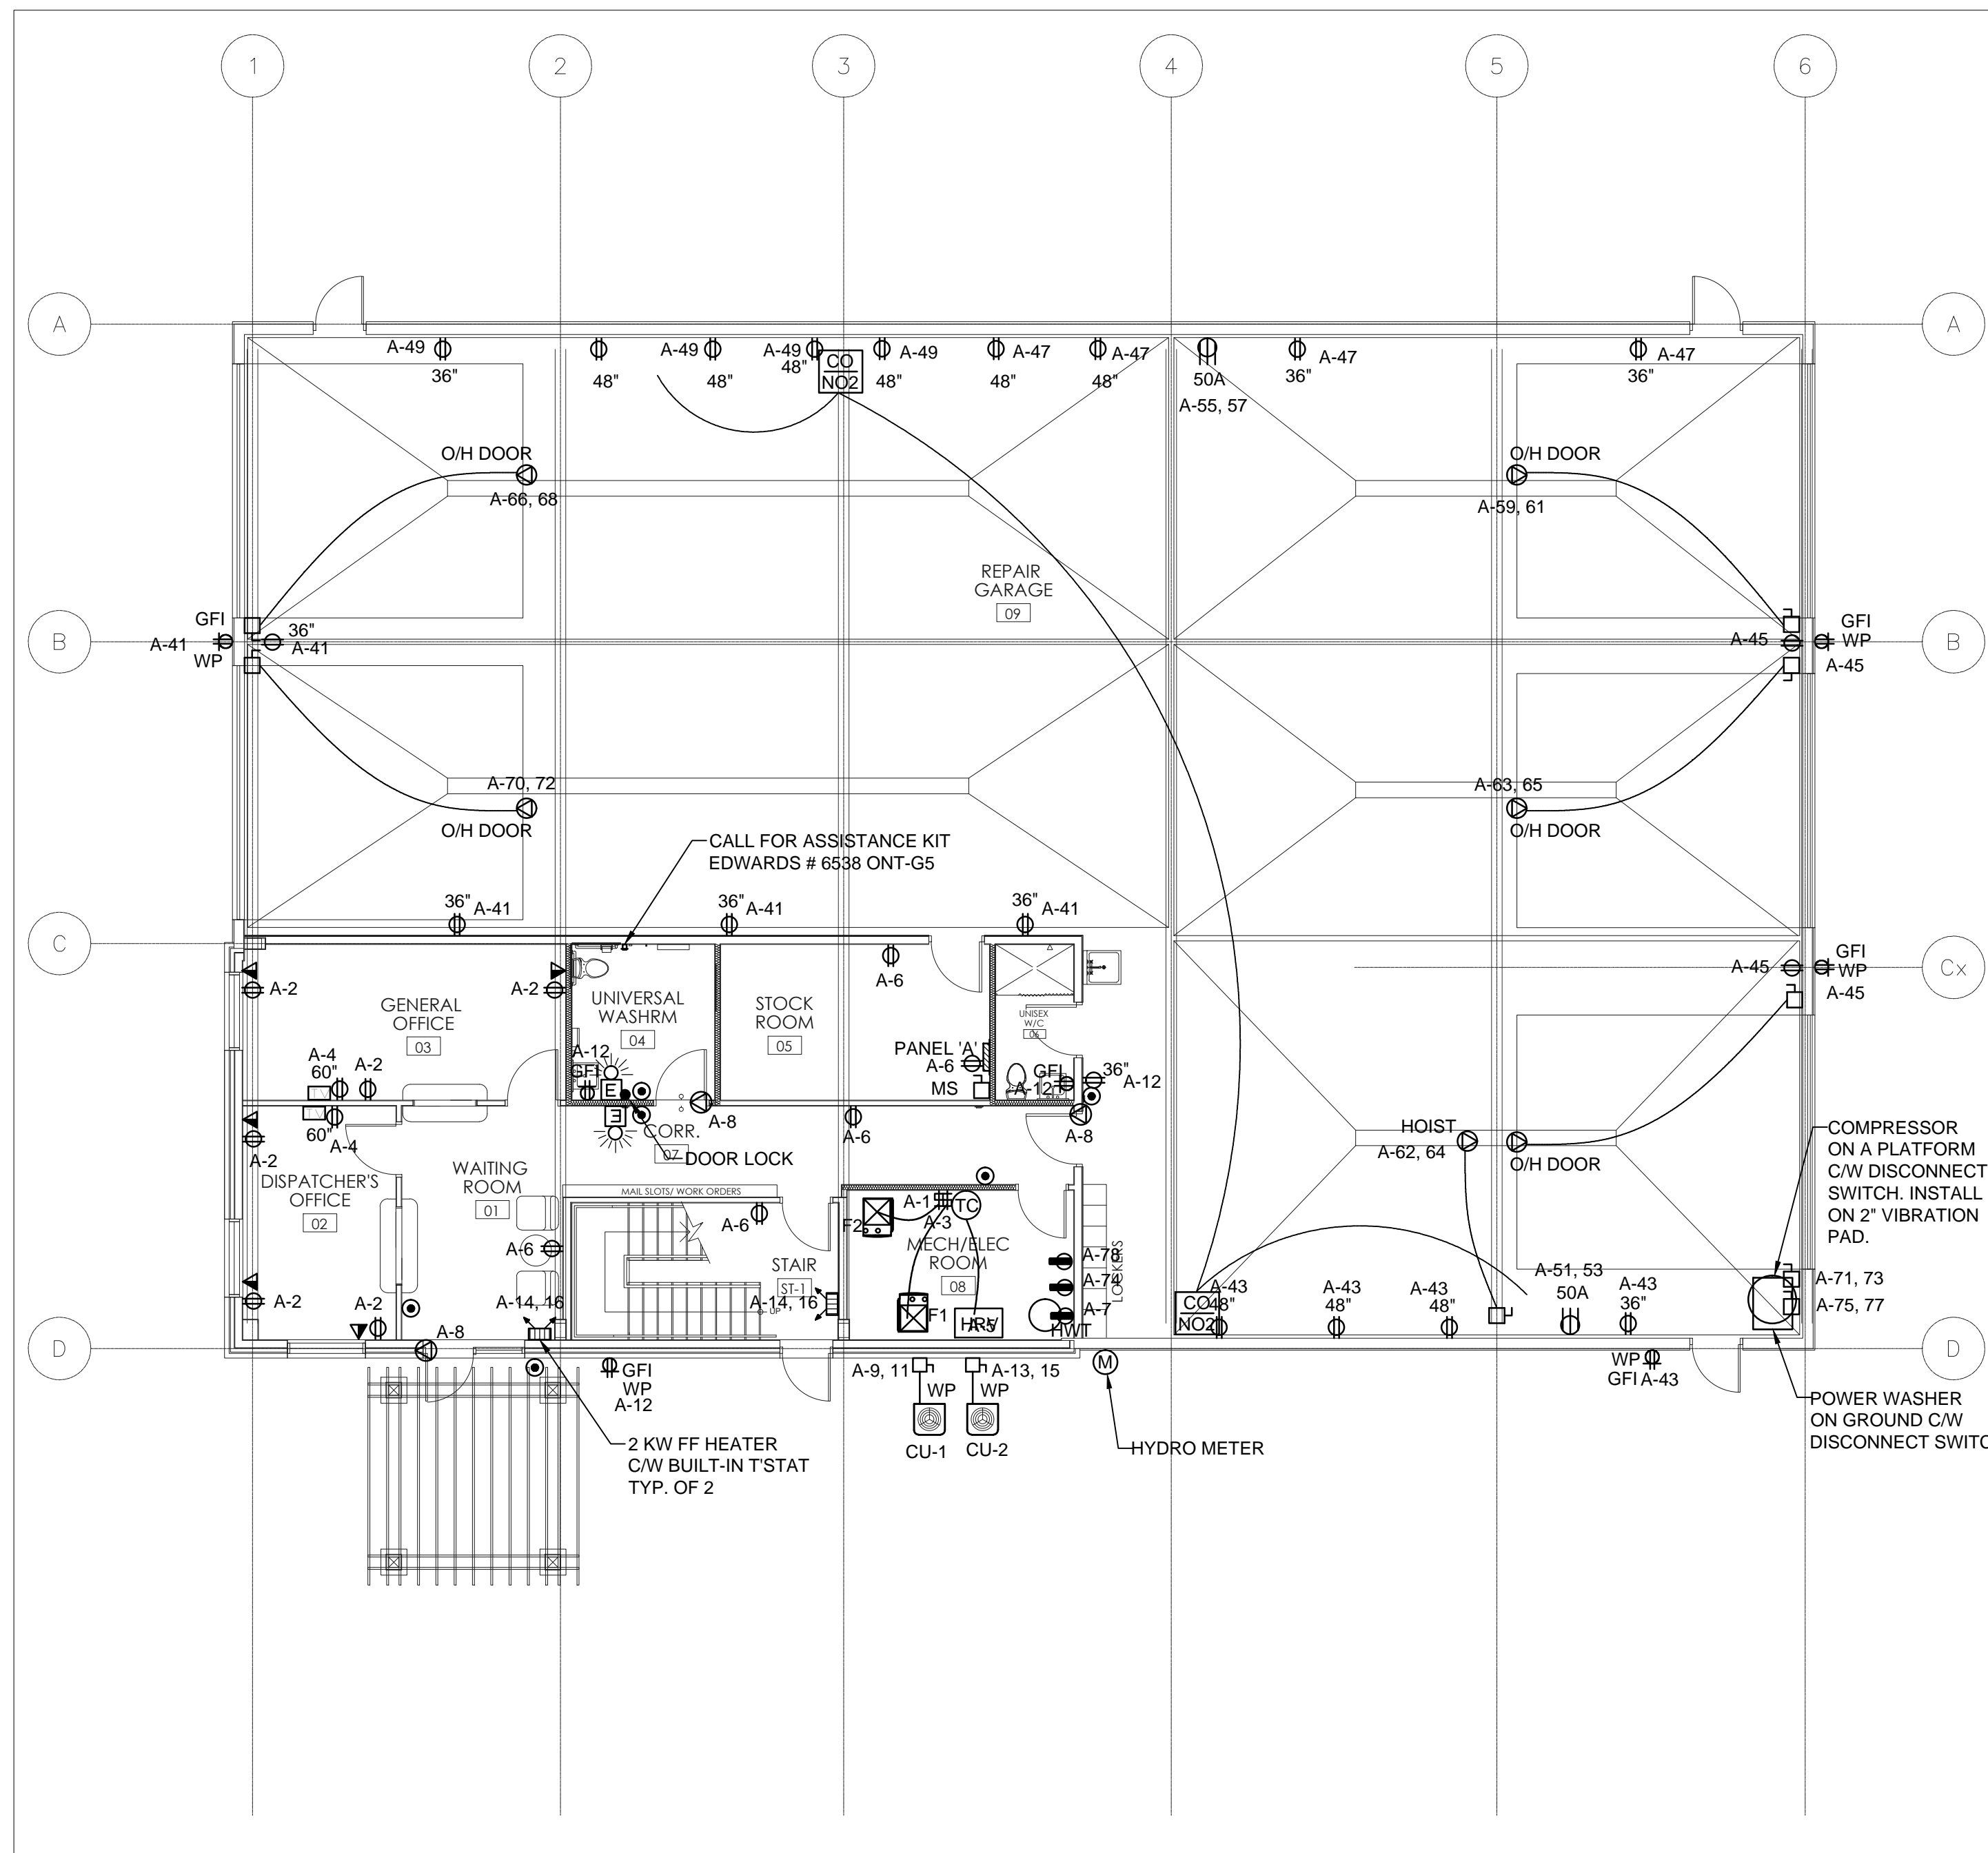 1
2
3
4
5
6
A
A
A-49
36"
48"
A-49
48"
A-49
48"
CO
NO2
A-49
48"
A-47
48"
A-47
48"
50A
A-55, 57
A-47
36"
A-47
36"
O/H DOOR
A-66, 68
O/H DOOR
A-59, 61
REPAIR
GARAGE
09
B
GFI
A-41
WP
36"
A-41
A-45
GFI
WP
A-45
B
A-70, 72
O/H DOOR
A-63, 65
O/H DOOR
CALL FOR ASSISTANCE KIT
EDWARDS # 6538 ONT-G5
36"
A-41
36"
A-41
36"
A-41
C
A-45
GFI
WP
A-45
Cx
A-2
A-2
GENERAL
OFFICE
03
UNIVERSAL
WASHRM
04
STOCK
ROOM
05
A-6
UNISEX
W/C
06
A-4
60"
A-2
A-12
GFI
PANEL 'A'
A-6
MS
GFI
A-12
36"
A-12
E
E
TV
TV
60"
A-4
A-2
A-8
A-6
A-8
CORR.
07
DOOR LOCK
DISPATCHER'S
OFFICE
02
WAITING
ROOM
01
MAIL SLOTS/ WORK ORDERS
HOIST
A-62, 64
O/H DOOR
COMPRESSOR
ON A PLATFORM
C/W DISCONNECT
SWITCH. INSTALL
ON 2" VIBRATION
PAD.
A-6
A-6
F2
A-1
A-3
TC
MECH/ELEC
ROOM
08
STAIR
ST-1
UP
A-78
A-74
A-7
LOCKERS
A-2
A-2
A-14, 16
A-14, 16
F1
HRV
A-5
HWT
A-43
CO
48"
NO2
A-43
48"
A-43
48"
A-51, 53
50A
A-43
36"
A-71, 73
A-75, 77
A-8
D
D
GFI
WP
A-12
A-9, 11
WP
CU-1
A-13, 15
WP
CU-2
M
HYDRO METER
WP
GFI
A-43
2 KW FF HEATER
C/W BUILT-IN T'STAT
TYP. OF 2
POWER WASHER
ON GROUND C/W
DISCONNECT SWITC